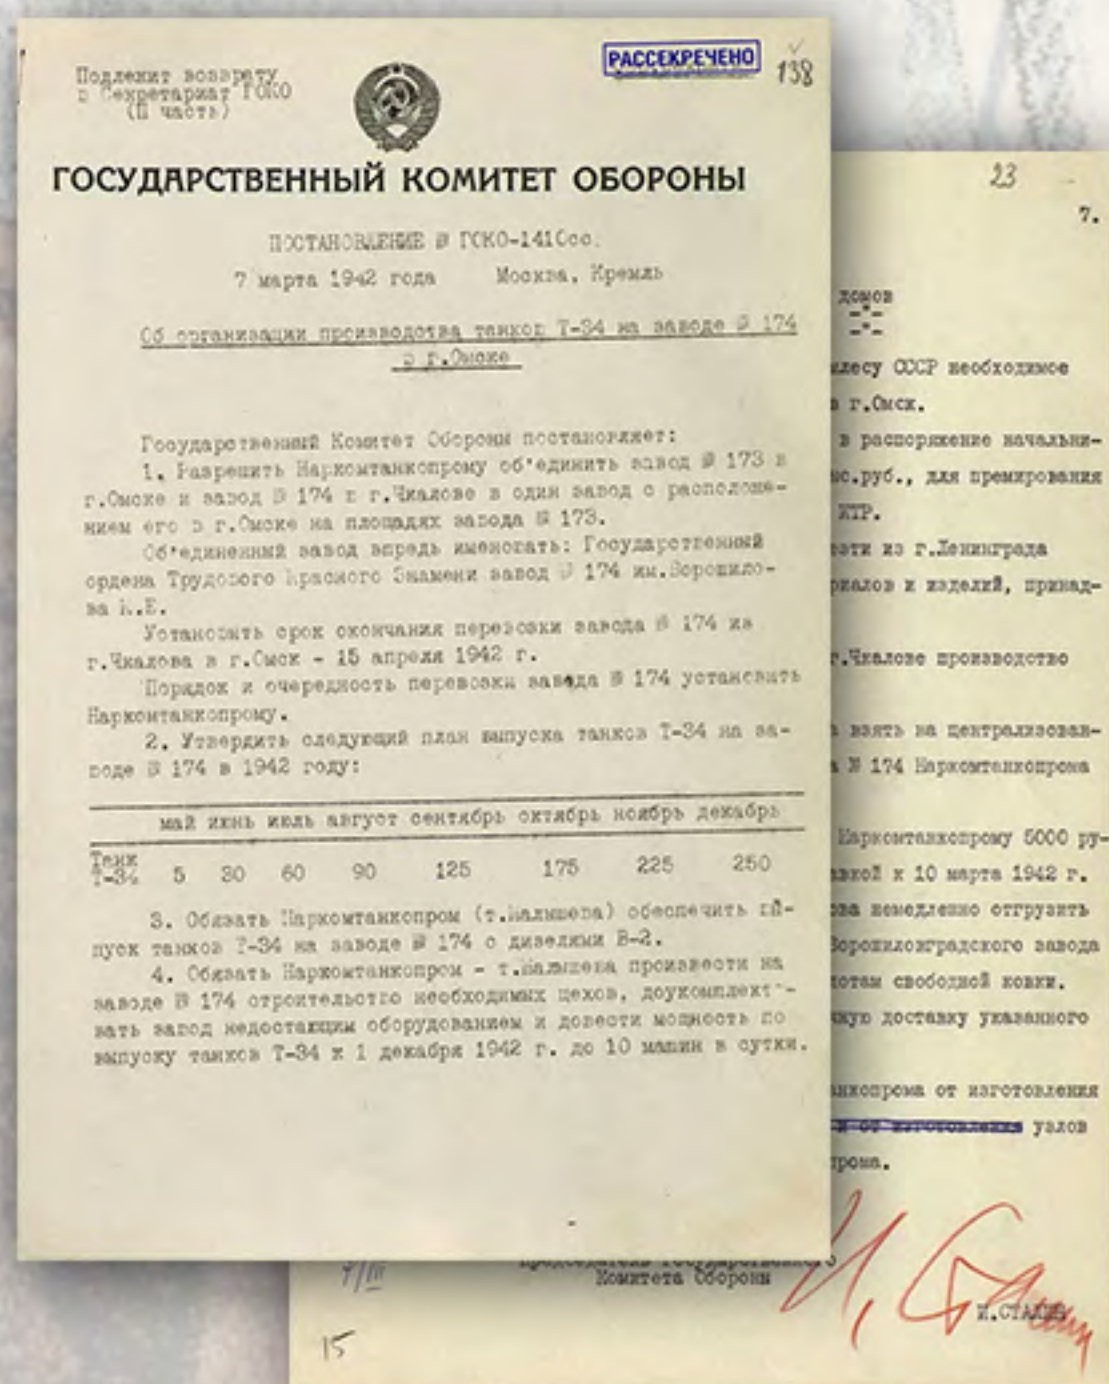 Подлежит возврату
в Секретариат ГОКО
(II часть)
РАССЕКРЕЧЕНО
138
ГОСУДАРСТВЕННЫЙ КОМИТЕТ ОБОРОНЫ
ПОСТАНОВЛЕНИЕ № ГОКО-1410сс.
7 марта 1942 года Москва, Кремль
Об организации производства танков Т-34 на заводе № 174
в г.Омске
Государственный Комитет Обороны постановляет:
1. Разрешить Наркомтанкопрому об"единить завод № 173 в
г.Омске и завод № 174 в г.Чкалове в один завод с расположе-
нием его в г.Омске на площадях завода № 173.
Об"единенный завод впредь именовать: Государственный
ордена Трудового Красного Знамени завод № 174 им.Ворошило-
ва К.Е.
Установить срок окончания перевозки завода № 174 из
г.Чкалова в г.Омск - 15 апреля 1942 г.
Порядок и очередность перевозки завода № 174 установить
Наркомтанкопрому.
2. Утвердить следующий план выпуска танков Т-34 на за-
воде № 174 в 1942 году:
май июнь июль август сентябрь октябрь ноябрь декабрь
Танк
Т-34 5 30 60 90 125 175 225 250
3. Обязать Наркомтанкопром (т.Малышева) обеспечить вы-
пуск танков Т-34 на заводе № 174 с дизелями В-2.
4. Обязать Наркомтанкопром - т.Малышева произвести на
заводе № 174 строительство необходимых цехов, доукомплекто-
вать завод недостающим оборудованием и довести мощность по
выпуску танков Т-34 к 1 декабря 1942 г. до 10 машин в сутки.
23
7.
домов
-"-
-"-
СССР необходимое
в г.Омск.
в распоряжение начальни-
руб., для премирования
ИТР.
из г.Ленинграда
и изделий, принад-
г.Чкалове производство
взять на централизован-
№ 174 Наркомтанкопрома
Наркомтанкопрому 5000 ру-
к 10 марта 1942 г.
немедленно отгрузить
Ворошиловградского завода
свободной ковки.
доставку указанного
от изготовления
и от изготовления узлов
Председатель Государственного
Комитета Обороны
7/III
И. Сталин
И.СТАЛИН
15